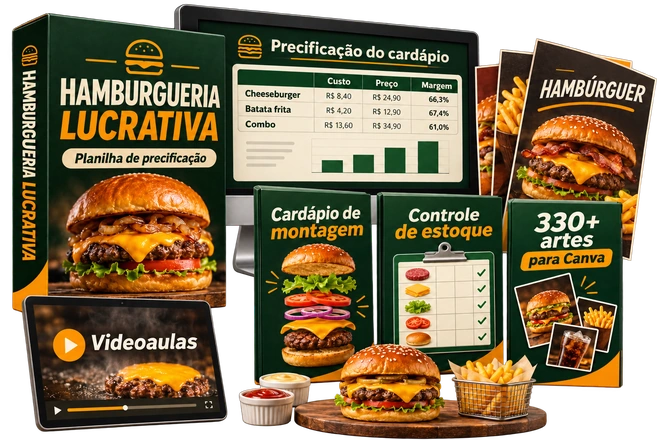 HAMBURGUERIA
LUCRATIVA
Planilha de precificação
HAMBURGUERIA LUCRATIVA
Precificação do cardápio
Custo Preço Margem
Cheeseburger R$ 8,40 R$ 24,90 66,3%
Batata frita R$ 4,20 R$ 12,90 67,4%
Combo R$ 13,60 R$ 34,90 61,0%
HAMBÚRGUER
Cardápio de
montagem
Controle
de estoque
330+
artes
para Canva
Videoaulas